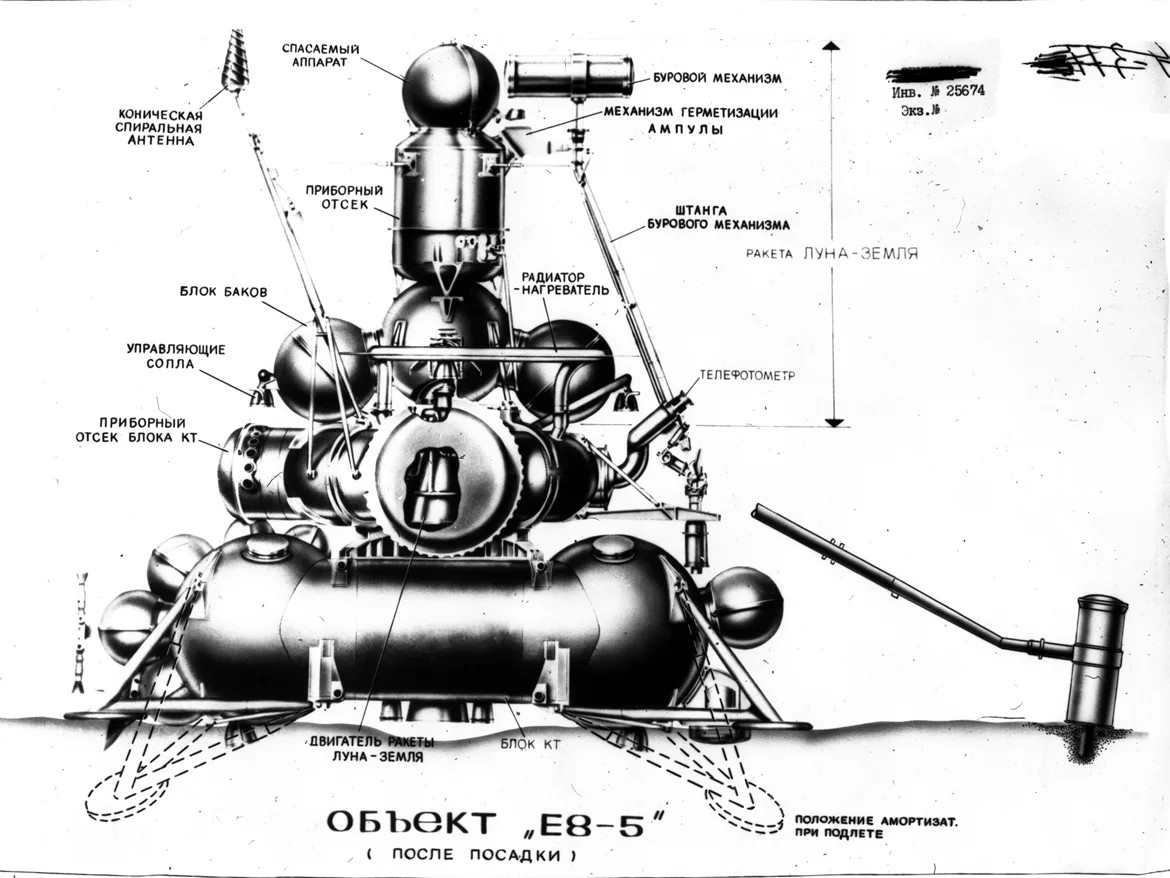 СПАСАЕМЫЙ
АППАРАТ
БУРОВОЙ МЕХАНИЗМ
Инв. № 25674
Экз.№
КОНИЧЕСКАЯ
СПИРАЛЬНАЯ
АНТЕННА
МЕХАНИЗМ ГЕРМЕТИЗАЦИИ
АМПУЛЫ
ПРИБОРНЫЙ
ОТСЕК
ШТАНГА
БУРОВОГО МЕХАНИЗМА
РАКЕТА ЛУНА-ЗЕМЛЯ
РАДИАТОР
-НАГРЕВАТЕЛЬ
БЛОК БАКОВ
УПРАВЛЯЮЩИЕ
СОПЛА
ТЕЛЕФОТОМЕТР
ПРИБОРНЫЙ
ОТСЕК БЛОКА КТ
ДВИГАТЕЛЬ РАКЕТЫ
ЛУНА-ЗЕМЛЯ
БЛОК КТ
ОБЪЕКТ „Е8-5"
( ПОСЛЕ ПОСАДКИ )
ПОЛОЖЕНИЕ АМОРТИЗАТ.
ПРИ ПОДЛЕТЕ